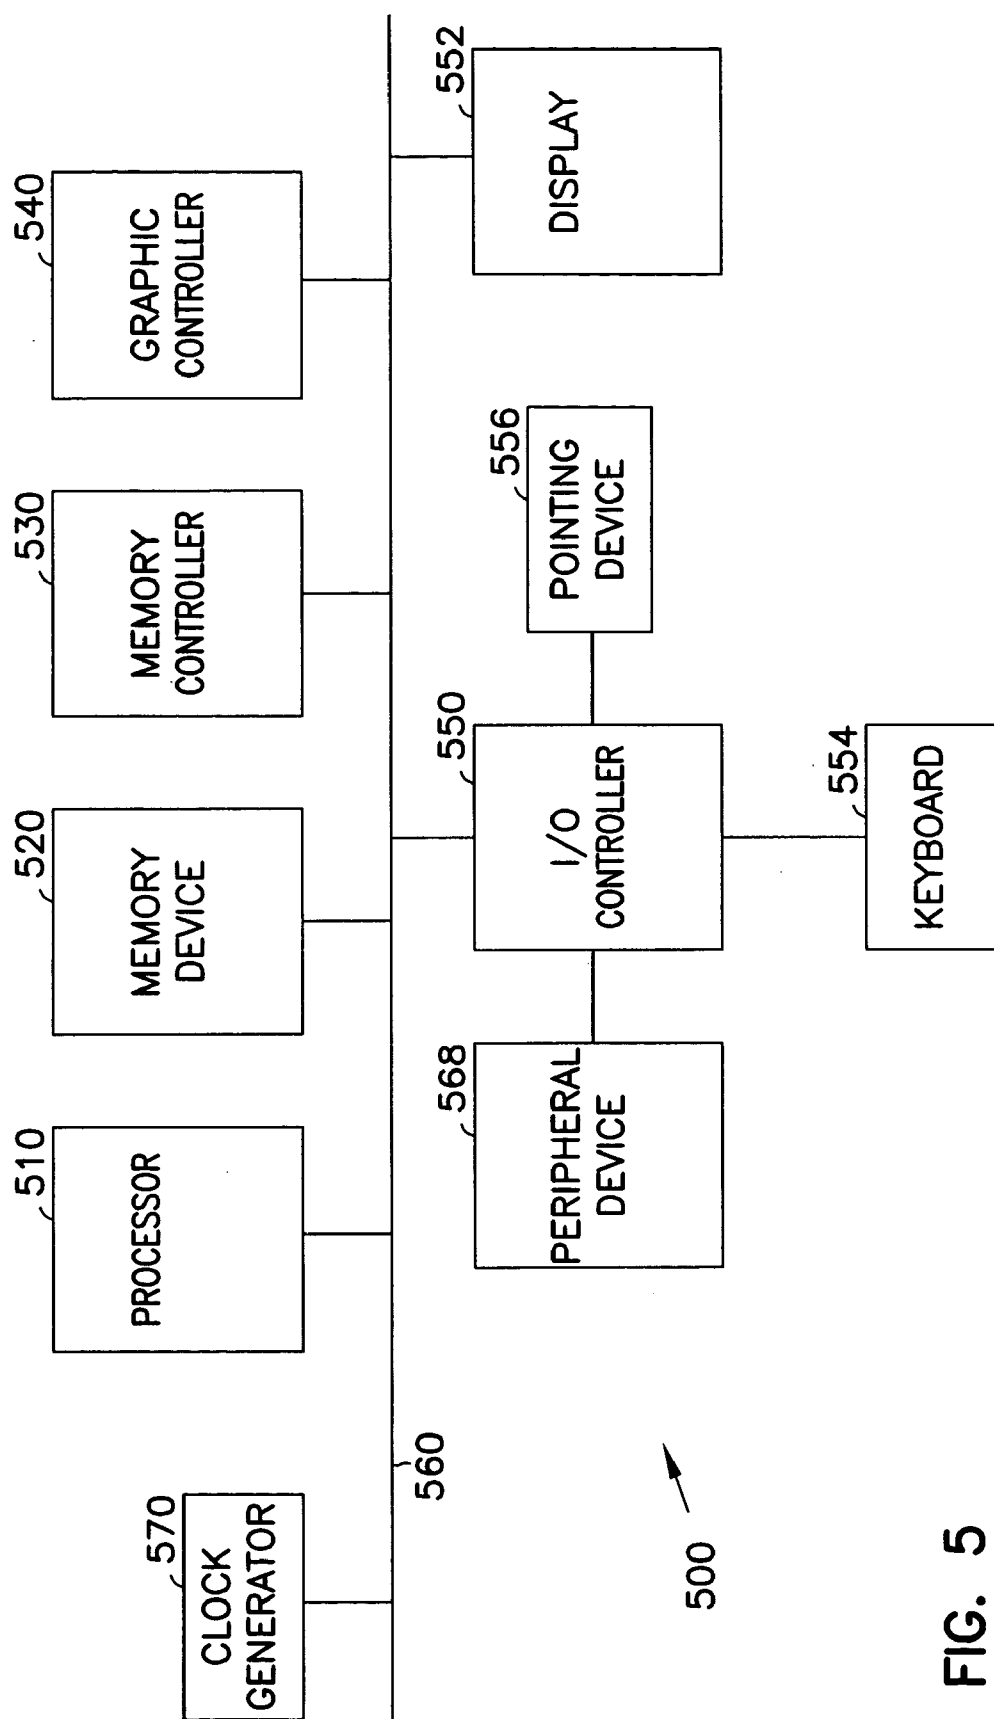 570
CLOCK
GENERATOR
510
PROCESSOR
520
MEMORY
DEVICE
530
MEMORY
CONTROLLER
540
GRAPHIC
CONTROLLER
560
568
PERIPHERAL
DEVICE
550
I/O
CONTROLLER
556
POINTING
DEVICE
552
DISPLAY
554
KEYBOARD
500
FIG. 5